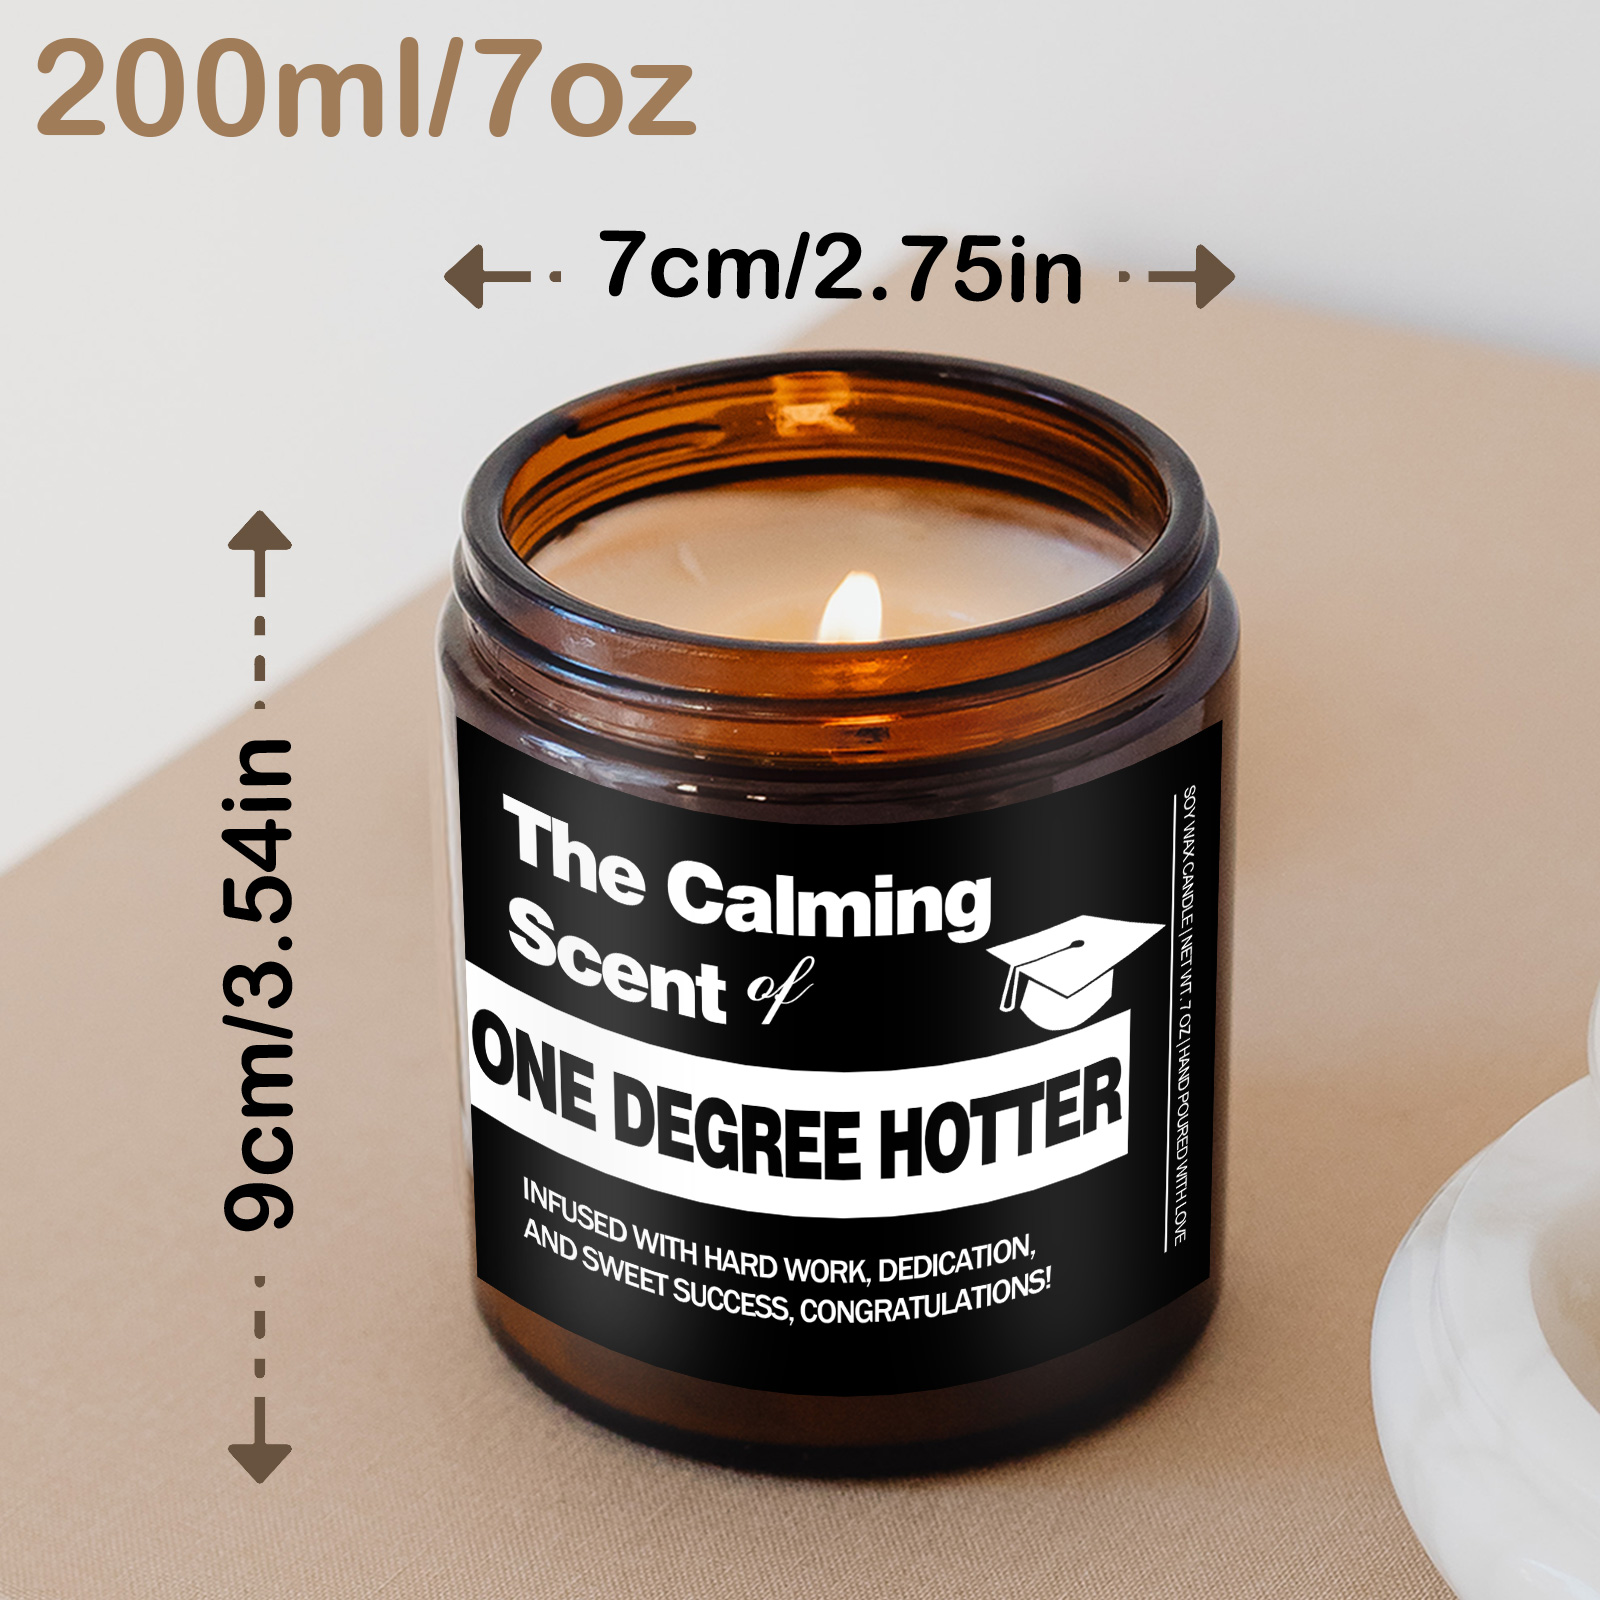 200ml/7oz
7cm/2.75in
9cm/3.54in
The Calming
Scent of
ONE DEGREE HOTTER
INFUSED WITH HARD WORK, DEDICATION,
AND SWEET SUCCESS, CONGRATULATIONS!
SOY WAX CANDLE | NET WT. 7 OZ | HAND POURED WITH LOVE